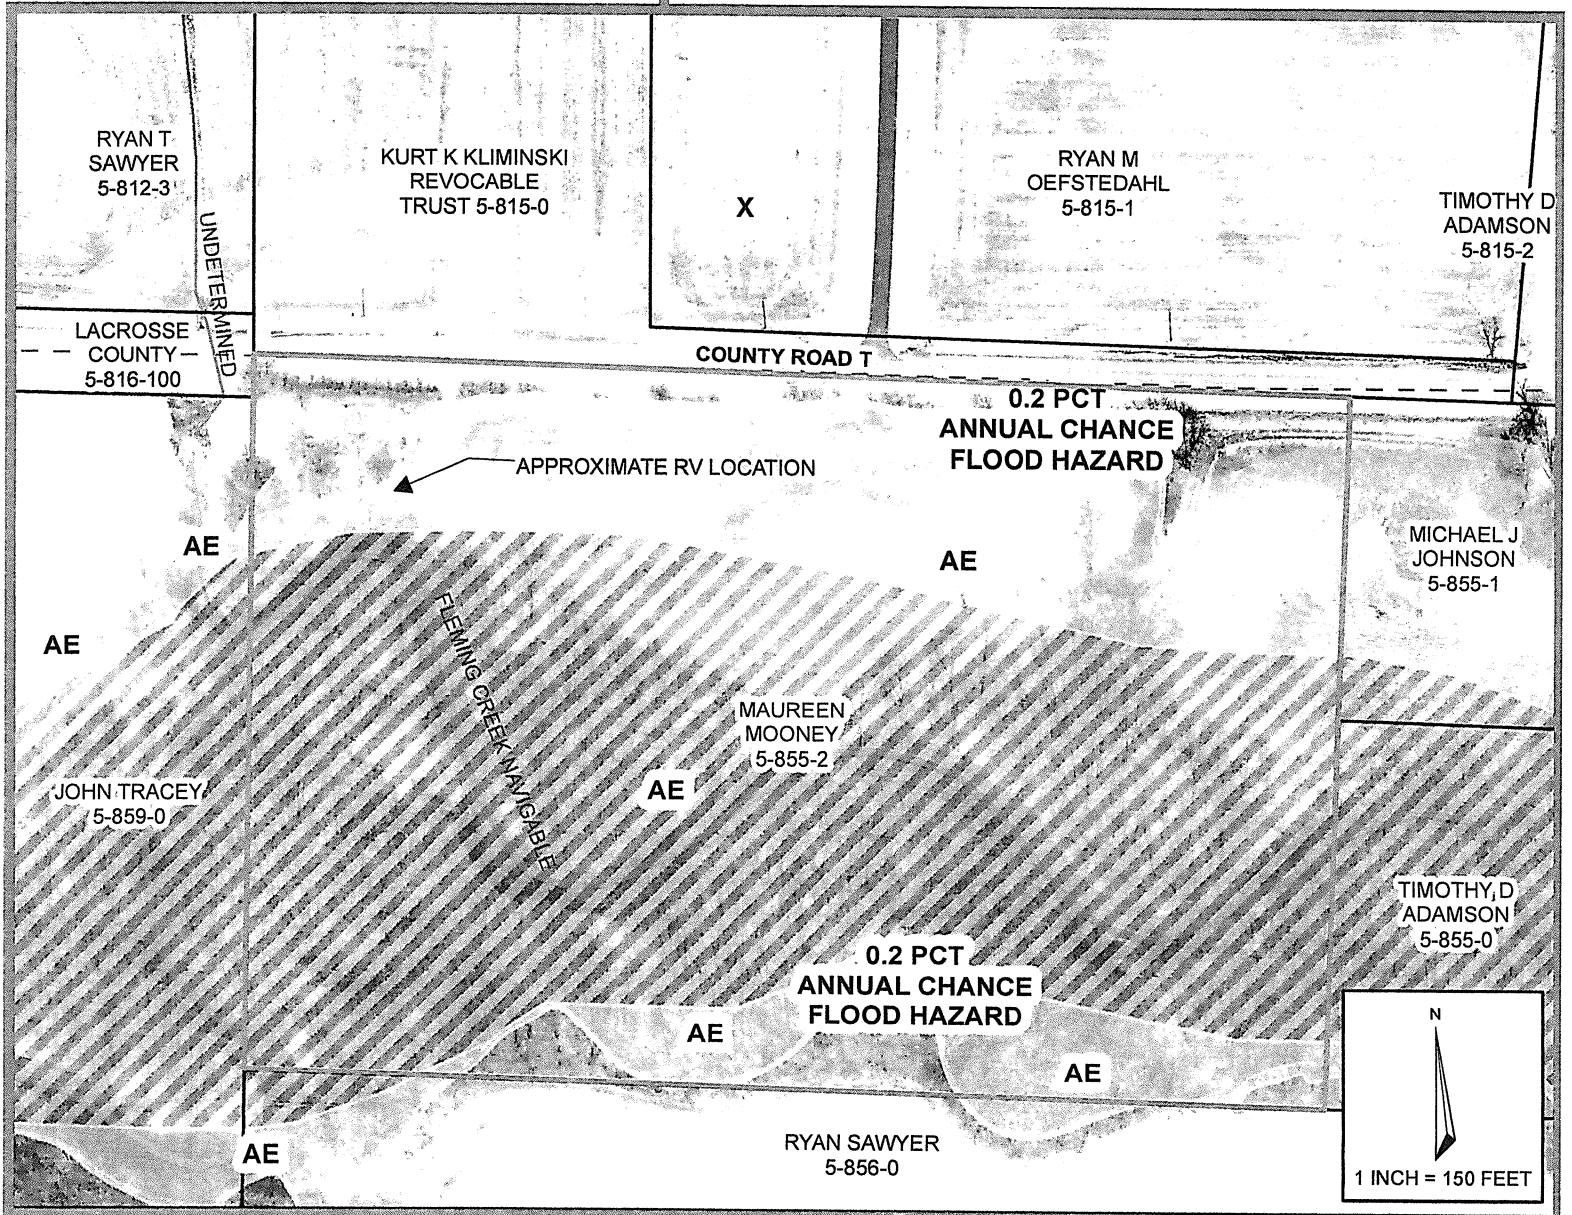 RYAN T
SAWYER
5-812-3
KURT K KLIMINSKI
REVOCABLE
TRUST 5-815-0
X
RYAN M
OEFSTEDAHL
5-815-1
TIMOTHY D
ADAMSON
5-815-2
UNDETERMINED
LACROSSE
COUNTY
5-816-100
COUNTY ROAD T
0.2 PCT
ANNUAL CHANCE
FLOOD HAZARD
APPROXIMATE RV LOCATION
AE
AE
MICHAEL J
JOHNSON
5-855-1
AE
FLEMING CREEK NAVIGABLE
MAUREEN
MOONEY
5-855-2
AE
JOHN TRACEY
5-859-0
TIMOTHY D
ADAMSON
5-855-0
0.2 PCT
ANNUAL CHANCE
FLOOD HAZARD
AE
AE
AE
RYAN SAWYER
5-856-0
N
1 INCH = 150 FEET